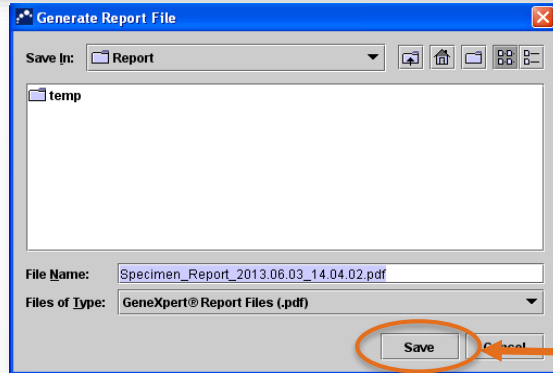 Generate Report File
Save In: Report
temp
File Name: Specimen_Report_2013.06.03_14.04.02.pdf
Files of Type: GeneXpert® Report Files (.pdf)
Save Cancel